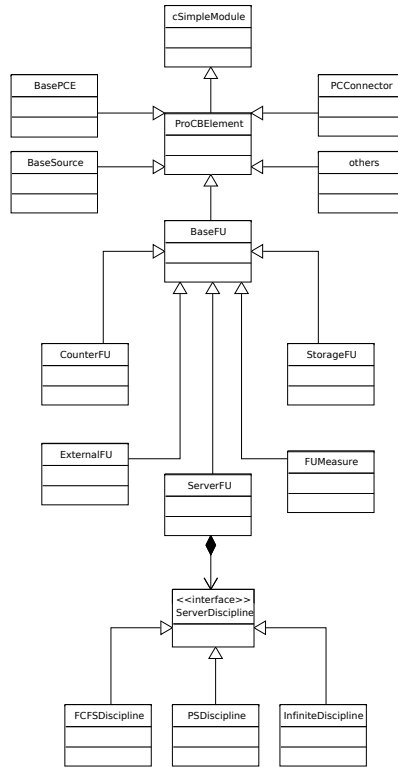 cSimpleModule
BasePCE
PCConnector
ProCBElement
BaseSource
others
BaseFU
CounterFU
StorageFU
ExternalFU
FUMeasure
ServerFU
<<interface>>
ServerDiscipline
FCFSDiscipline
PSDiscipline
InfiniteDiscipline